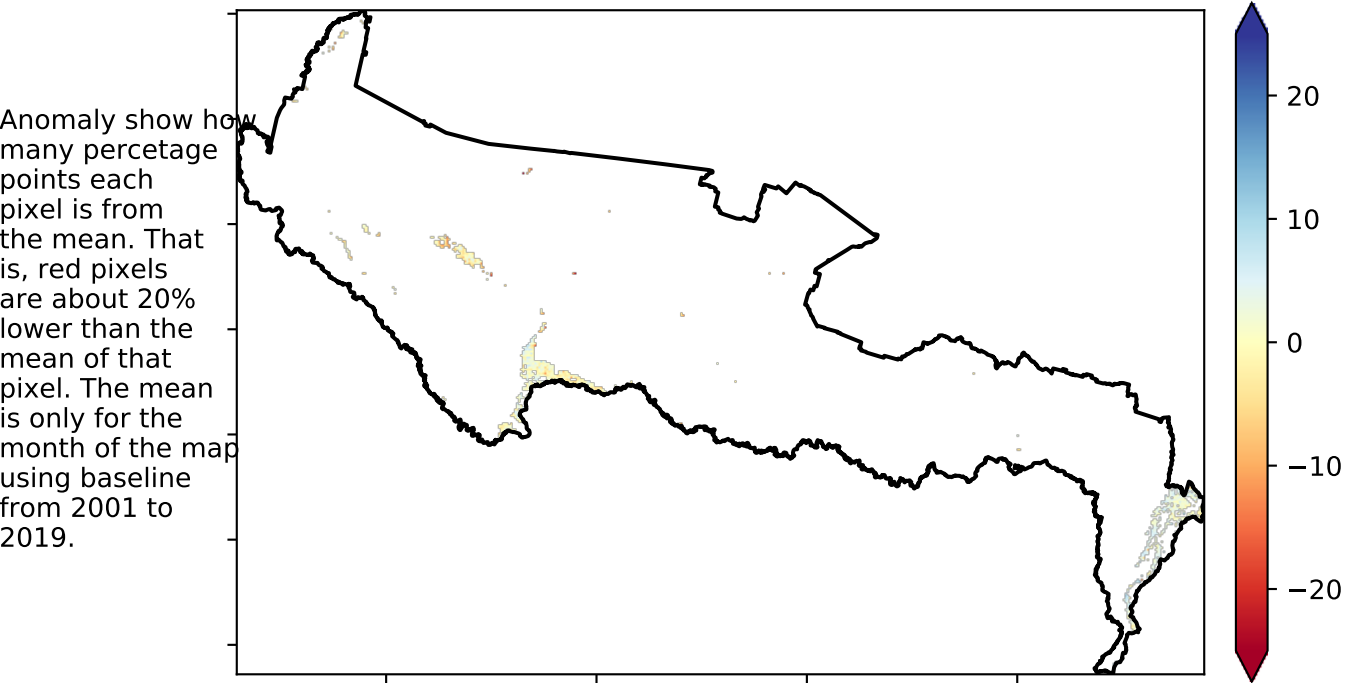 Anomaly show how
many percetage
points each
pixel is from
the mean. That
is, red pixels
are about 20%
lower than the
mean of that
pixel. The mean
is only for the
month of the map
using baseline
from 2001 to
2019.
20
10
0
−10
−20